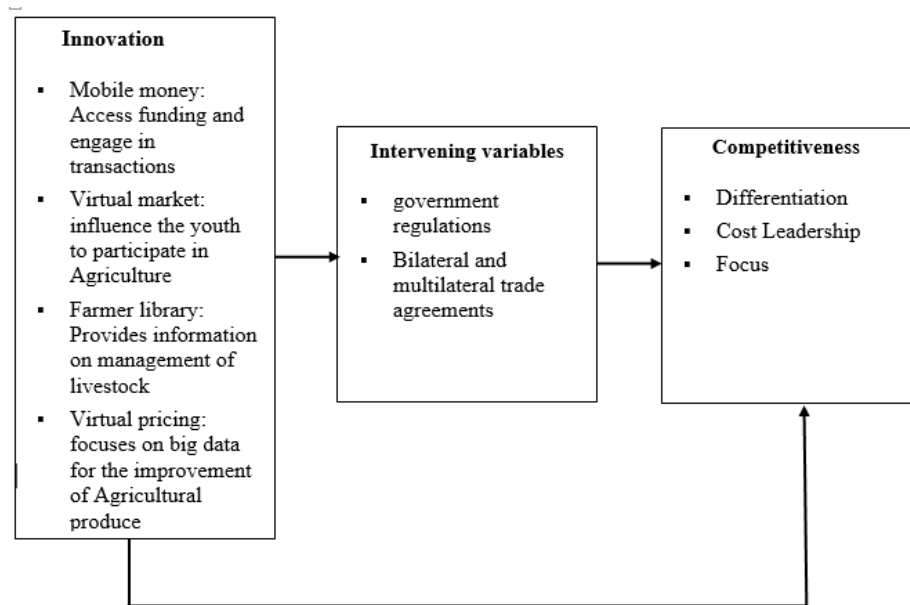 Innovation
▪ Mobile money:
Access funding and
engage in
transactions
▪ Virtual market:
influence the youth
to participate in
Agriculture
▪ Farmer library:
Provides information
on management of
livestock
▪ Virtual pricing:
focuses on big data
for the improvement
of Agricultural
produce
Intervening variables
▪ government
regulations
▪ Bilateral and
multilateral trade
agreements
Competitiveness
▪ Differentiation
▪ Cost Leadership
▪ Focus